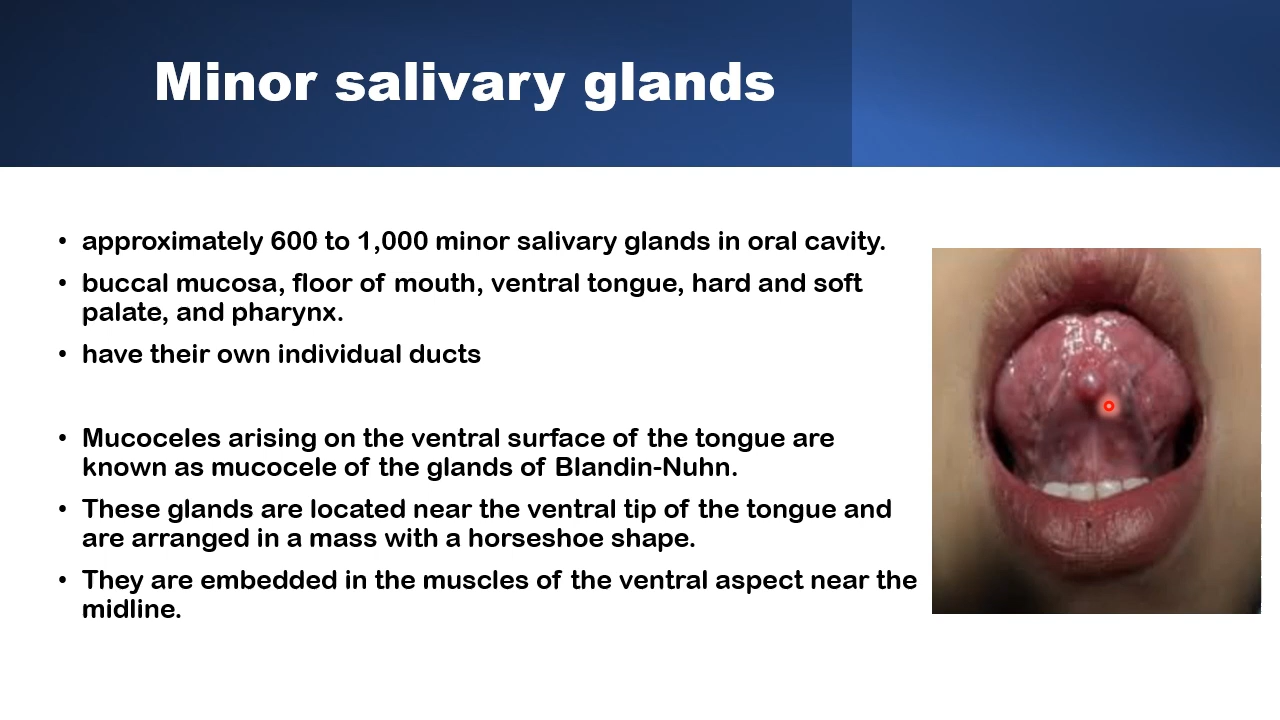 Minor salivary glands
• approximately 600 to 1,000 minor salivary glands in oral cavity.
• buccal mucosa, floor of mouth, ventral tongue, hard and soft
palate, and pharynx.
• have their own individual ducts
• Mucoceles arising on the ventral surface of the tongue are
known as mucocele of the glands of Blandin-Nuhn.
• These glands are located near the ventral tip of the tongue and
are arranged in a mass with a horseshoe shape.
• They are embedded in the muscles of the ventral aspect near the
midline.